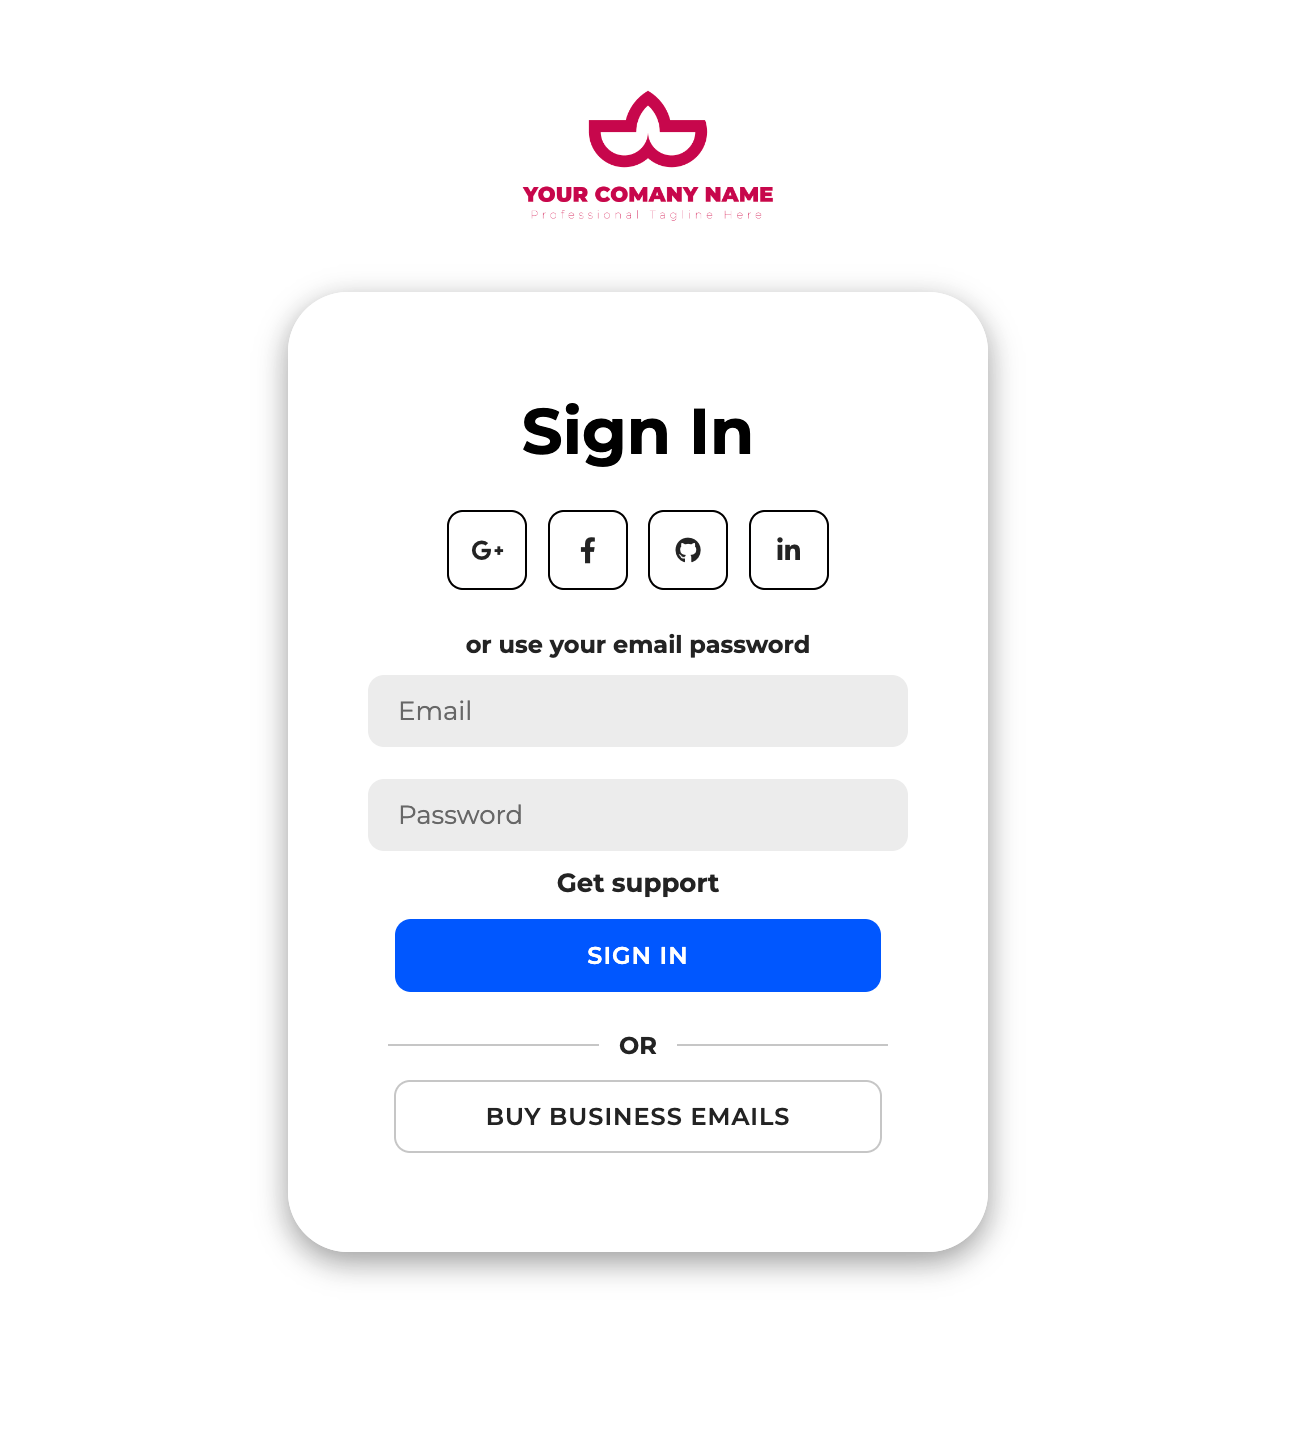 YOUR COMANY NAME
Professional Tagline Here
Sign In
G+ f in
or use your email password
Email
Password
Get support
SIGN IN
OR
BUY BUSINESS EMAILS